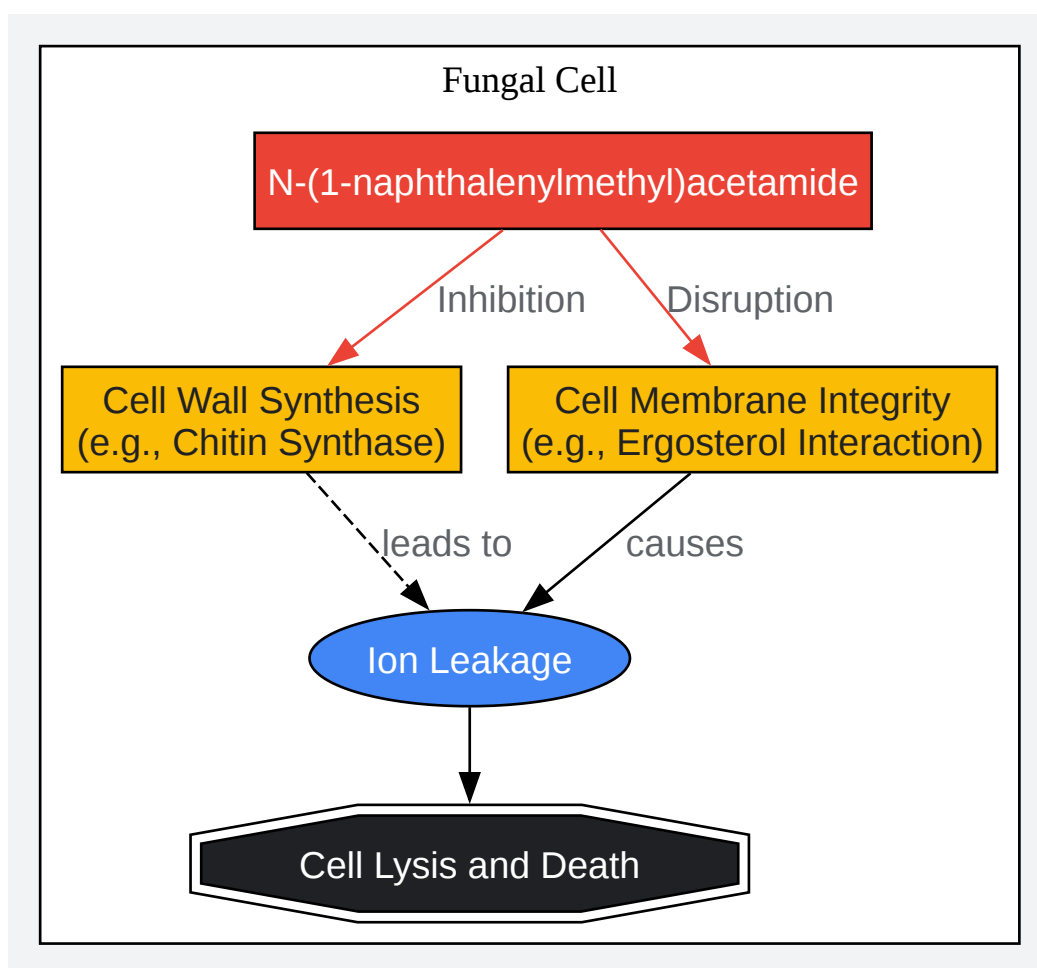 Fungal Cell
N-(1-naphthalenylmethyl)acetamide
Inhibition
Disruption
Cell Wall Synthesis
(e.g., Chitin Synthase)
Cell Membrane Integrity
(e.g., Ergosterol Interaction)
leads to
causes
Ion Leakage
Cell Lysis and Death